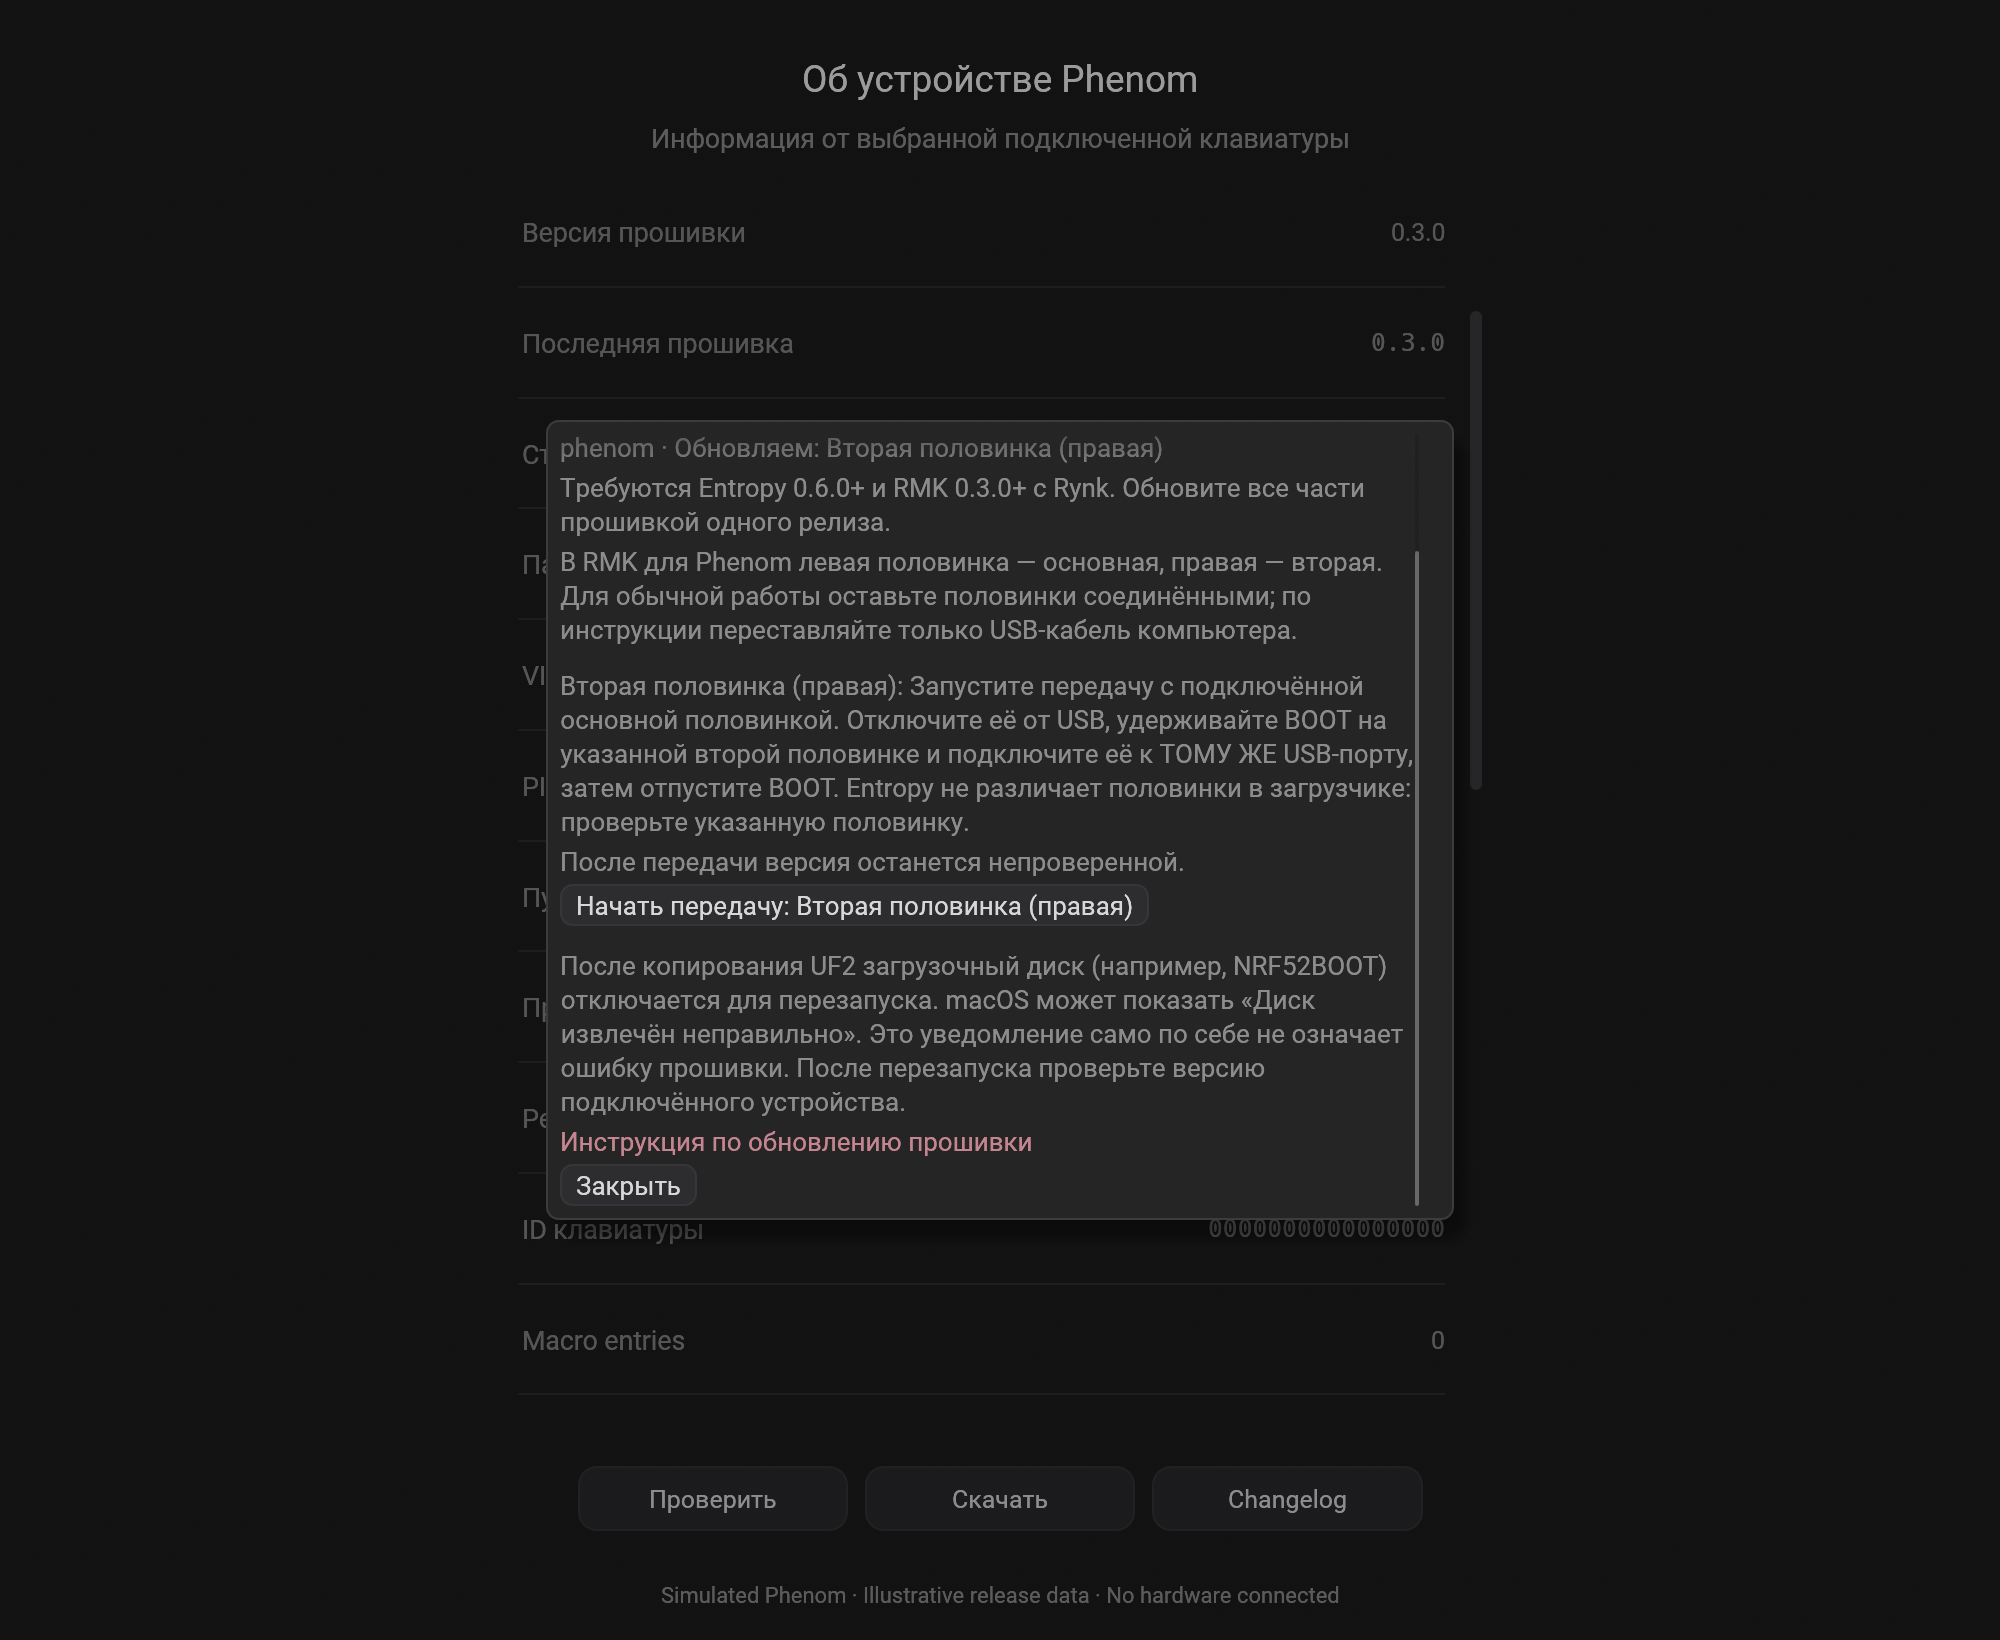 Об устройстве Phenom
Информация от выбранной подключенной клавиатуры
Версия прошивки 0.3.0
Последняя прошивка 0.3.0
phenom · Обновляем: Вторая половинка (правая)
Требуются Entropy 0.6.0+ и RMK 0.3.0+ с Rynk. Обновите все части
прошивкой одного релиза.
В RMK для Phenom левая половинка — основная, правая — вторая.
Для обычной работы оставьте половинки соединёнными; по
инструкции переставляйте только USB-кабель компьютера.
Вторая половинка (правая): Запустите передачу с подключённой
основной половинкой. Отключите её от USB, удерживайте BOOT на
указанной второй половинке и подключите её к ТОМУ ЖЕ USB-порту,
затем отпустите BOOT. Entropy не различает половинки в загрузчике:
проверьте указанную половинку.
После передачи версия останется непроверенной.
Начать передачу: Вторая половинка (правая)
После копирования UF2 загрузочный диск (например, NRF52BOOT)
отключается для перезапуска. macOS может показать «Диск
извлечён неправильно». Это уведомление само по себе не означает
ошибку прошивки. После перезапуска проверьте версию
подключённого устройства.
Инструкция по обновлению прошивки
Закрыть
ID клавиатуры 0000000000000000
Macro entries 0
Проверить Скачать Changelog
Simulated Phenom · Illustrative release data · No hardware connected